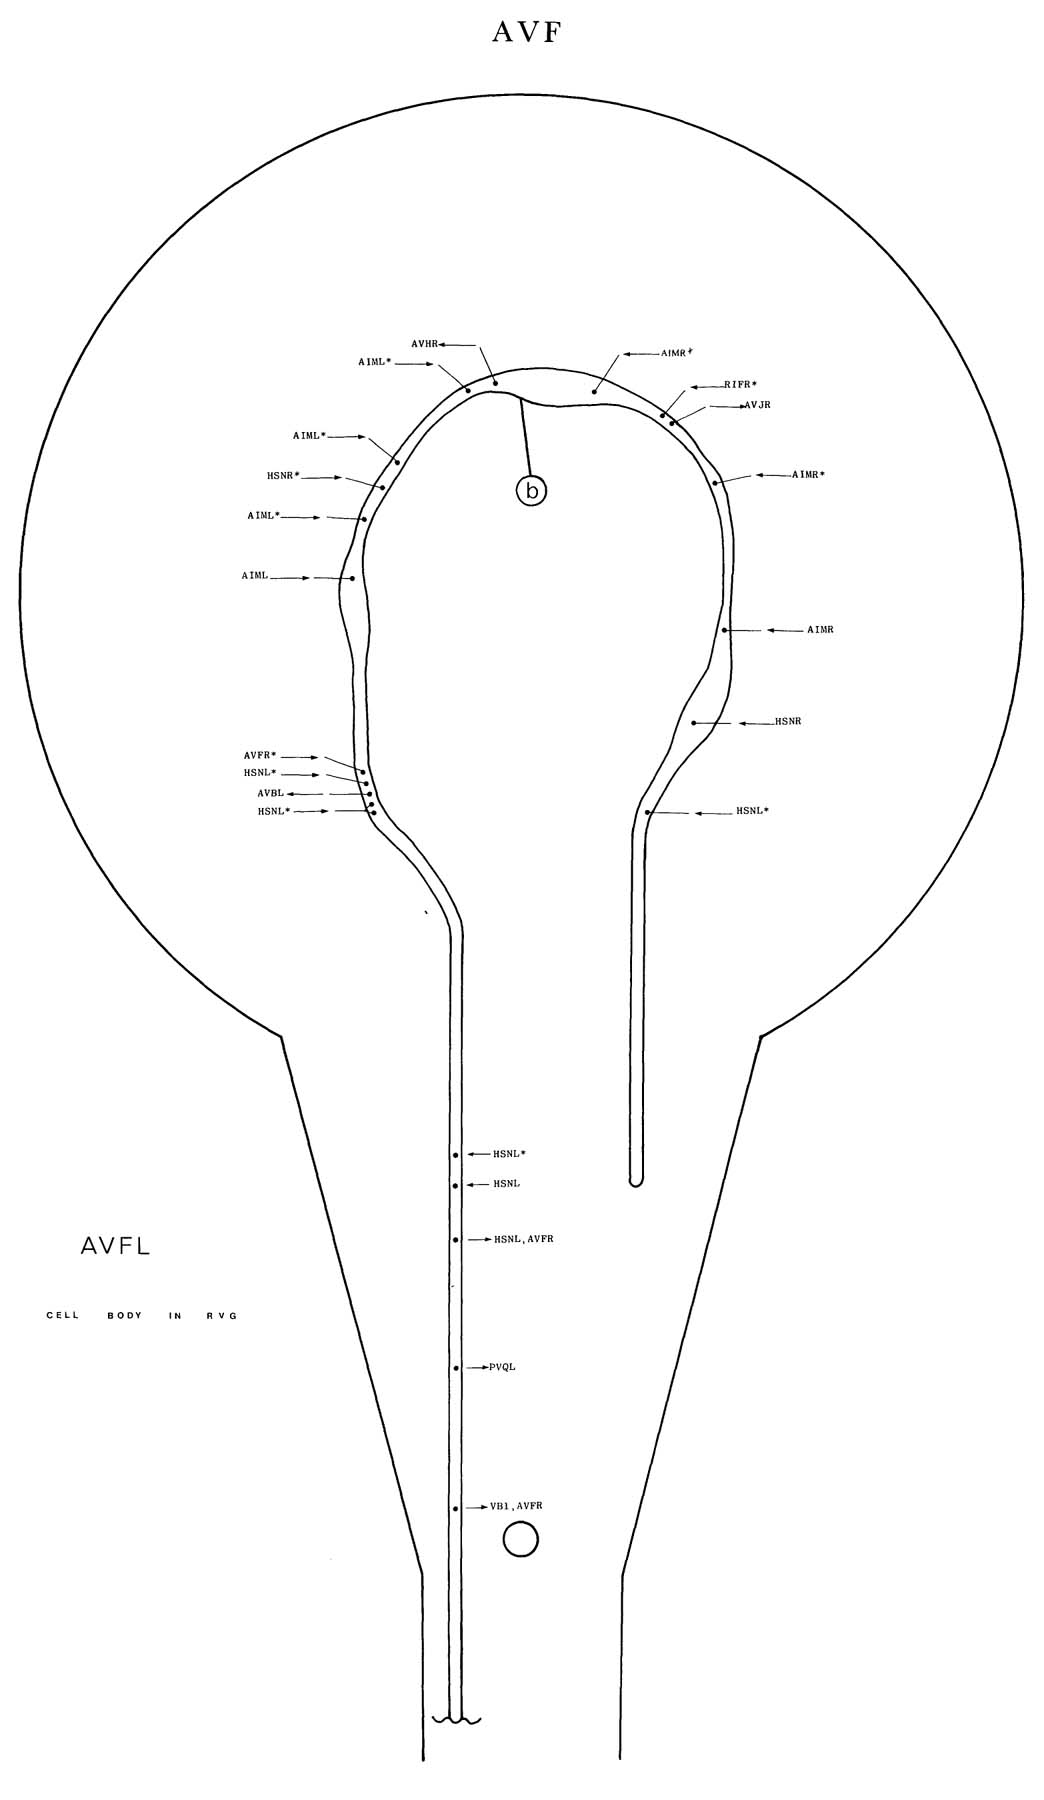 AVF
AVHR
AIMR*
AIML*
RIFR*
AVJR
AIML*
AIMR*
HSNR*
b
AIML*
AIML
AIMR
HSNR
AVFR*
HSNL*
AVBL
HSNL*
HSNL*
HSNL*
HSNL
HSNL,AVFR
AVFL
CELL BODY IN RVG
PVQL
VB1,AVFR